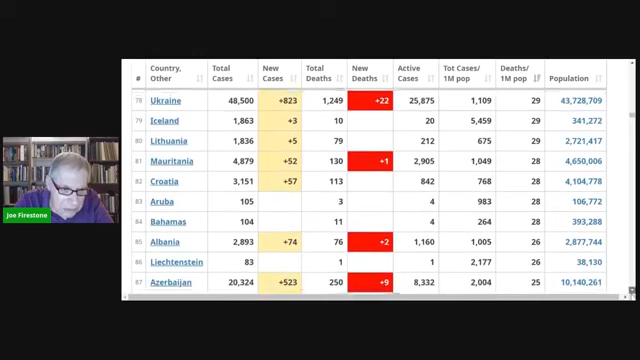 # Country, Other Total Cases New Cases Total Deaths New Deaths Active Cases Tot Cases/ 1M pop Deaths/ 1M pop Population
78 Ukraine 48,500 +823 1,249 +22 25,875 1,109 29 43,728,709
79 Iceland 1,863 +3 10 20 5,459 29 341,272
80 Lithuania 1,836 +5 79 212 675 29 2,721,417
81 Mauritania 4,879 +52 130 +1 2,905 1,049 28 4,650,006
82 Croatia 3,151 +57 113 842 768 28 4,104,778
83 Aruba 105 3 4 983 28 106,772
84 Bahamas 104 11 4 264 28 393,288
85 Albania 2,893 +74 76 +2 1,160 1,005 26 2,877,744
86 Liechtenstein 83 1 1 2,177 26 38,130
87 Azerbaijan 20,324 +523 250 +9 8,332 2,004 25 10,140,261
Joe Firestone